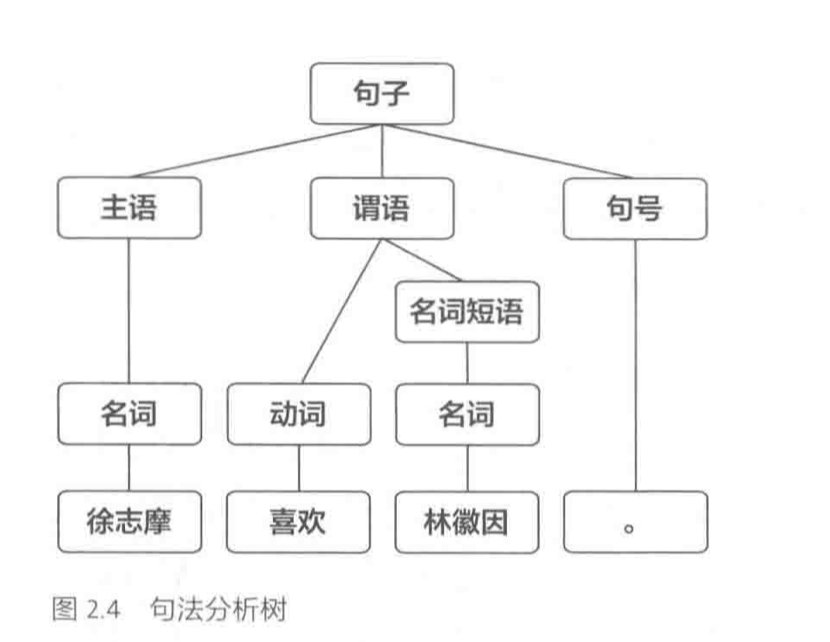 句子
主语 谓语 句号
名词短语
名词 动词 名词
徐志摩 喜欢 林徽因 。
图 2.4 句法分析树